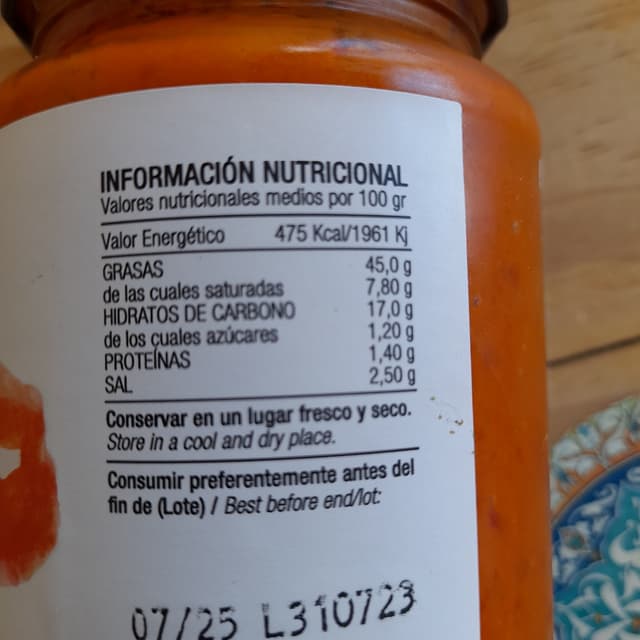 INFORMACIÓN NUTRICIONAL
Valores nutricionales medios por 100 gr
Valor Energético 475 Kcal/1961 Kj
GRASAS 45,0 g
de las cuales saturadas 7,80 g
HIDRATOS DE CARBONO 17,0 g
de los cuales azúcares 1,20 g
PROTEÍNAS 1,40 g
SAL 2,50 g
Conservar en un lugar fresco y seco.
Store in a cool and dry place.
Consumir preferentemente antes del
fin de (Lote) / Best before end/lot:
07/25 L310723